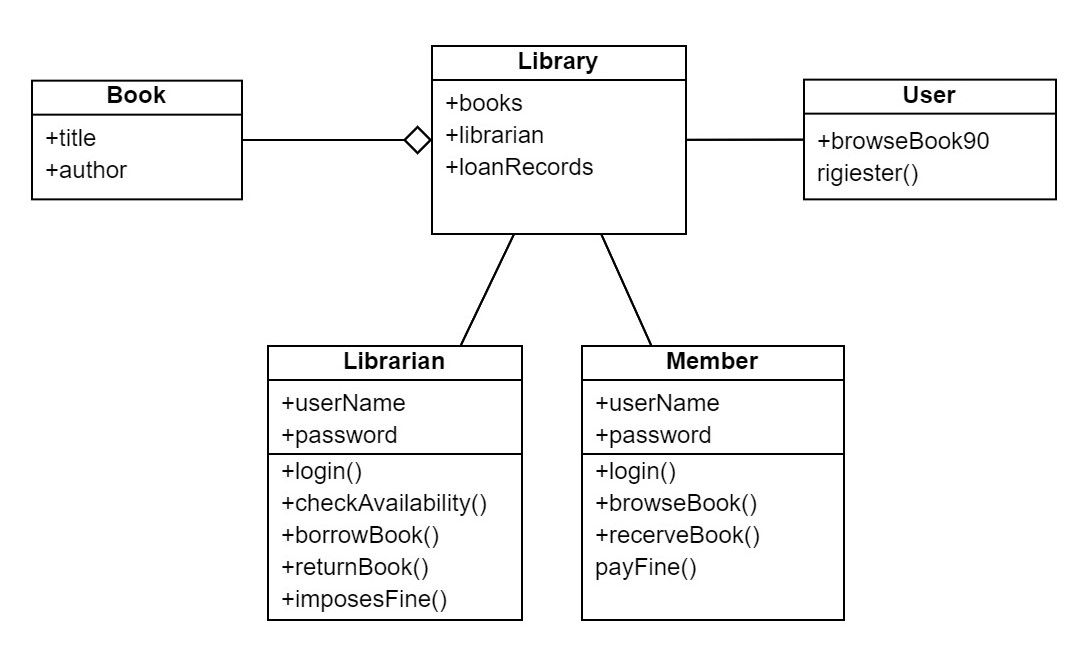 Book
+title
+author
Library
+books
+librarian
+loanRecords
User
+browseBook90
rigiester()
Librarian
+userName
+password
+login()
+checkAvailability()
+borrowBook()
+returnBook()
+imposesFine()
Member
+userName
+password
+login()
+browseBook()
+recerveBook()
payFine()